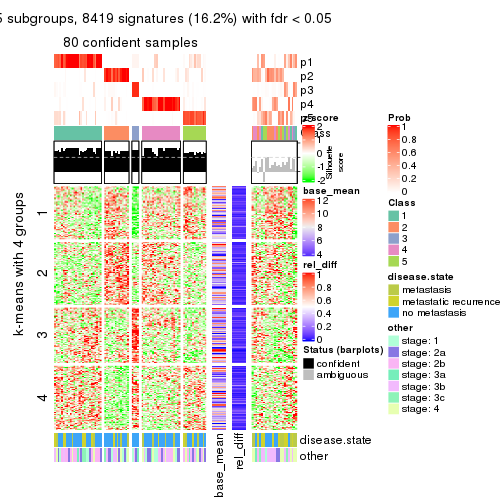 5 subgroups, 8419 signatures (16.2%) with fdr < 0.05
80 confident samples
p1
p2
p3
p4
p5
Class
Silhouette
score
k-means with 4 groups
1
2
3
4
base_mean
rel_diff
disease.state
other
z-score
2
1
0
-1
-2
base_mean
12
10
8
6
4
rel_diff
1
0.8
0.6
0.4
0.2
0
Status (barplots)
confident
ambiguous
Prob
1
0.8
0.6
0.4
0.2
0
Class
1
2
3
4
5
disease.state
metastasis
metastatic recurrence
no metastasis
other
stage: 1
stage: 2a
stage: 2b
stage: 3a
stage: 3b
stage: 3c
stage: 4